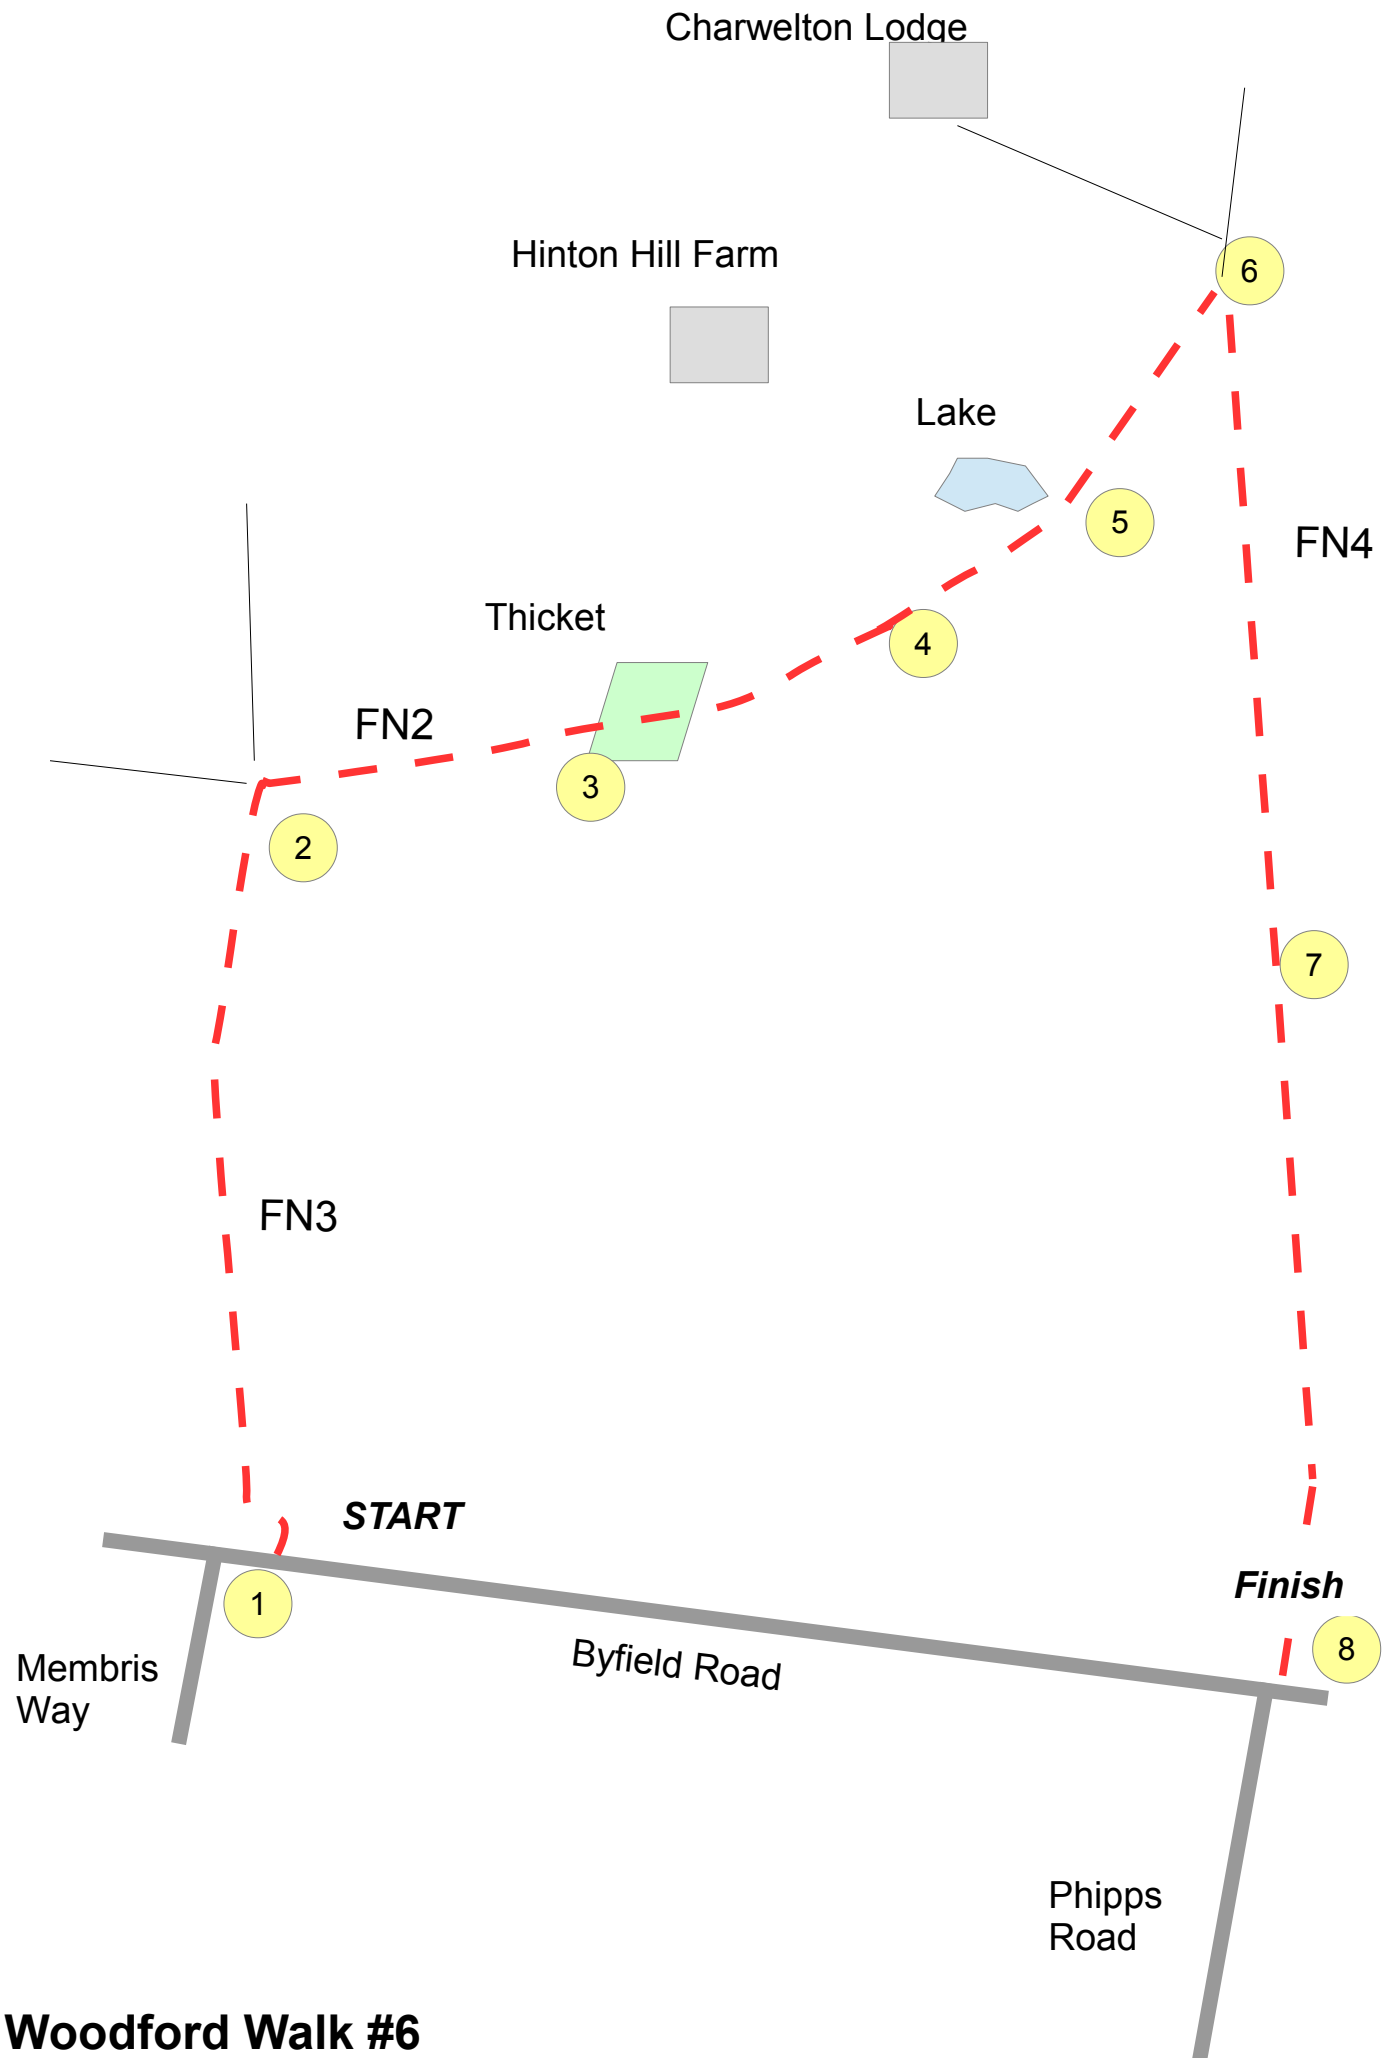 Charwelton Lodge
Hinton Hill Farm
6
Lake
5
FN4
Thicket
4
FN2
3
2
7
FN3
START
Finish
1
8
Byfield Road
Membris
Way
Phipps
Road
Woodford Walk #6